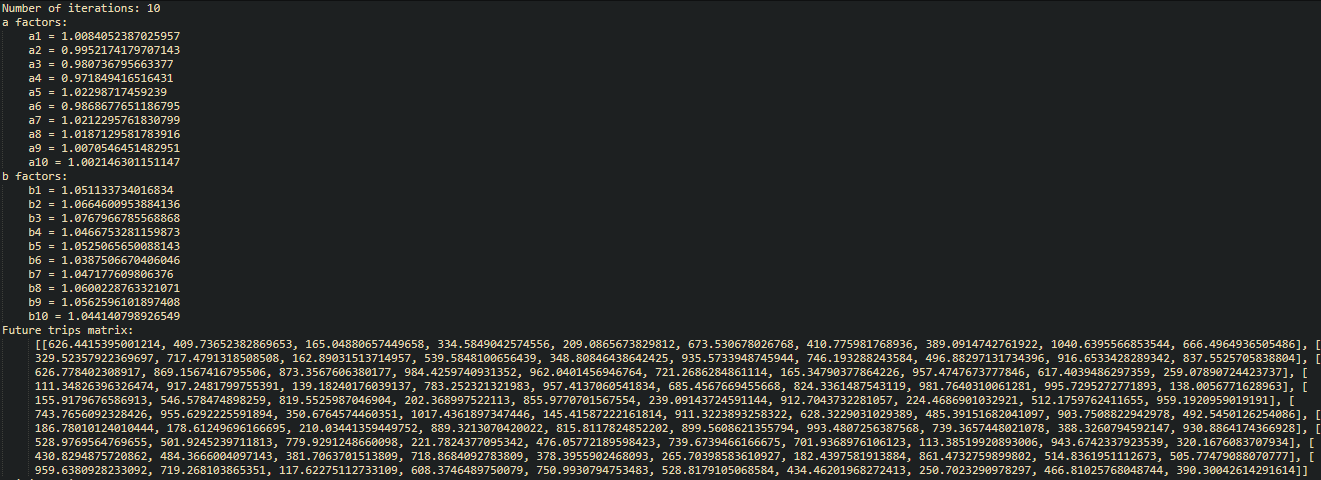 Number of iterations: 10
a factors:
a1 = 1.0084052387025957
a2 = 0.9952174179707143
a3 = 0.980736795663377
a4 = 0.971849416516431
a5 = 1.02298717459239
a6 = 0.9868677651186795
a7 = 1.0212295761830799
a8 = 1.0187129581783916
a9 = 1.0070546451482951
a10 = 1.002146301151147
b factors:
b1 = 1.051133734016834
b2 = 1.0664600953884136
b3 = 1.0767966785568868
b4 = 1.0466753281159873
b5 = 1.0525065650088143
b6 = 1.0387506670406046
b7 = 1.047177609806376
b8 = 1.0600228763321071
b9 = 1.0562596101897408
b10 = 1.044140798926549
Future trips matrix:
[[626.4415395001214, 409.73652382869653, 165.04880657449658, 334.5849042574556, 209.0865673829812, 673.530678026768, 410.775981768936, 389.0914742761922, 1040.6395566853544, 666.4964936505486], [
329.52357922369697, 717.4791318508508, 162.89031513714957, 539.5848100656439, 348.80846438642425, 935.5733948745944, 746.193288243584, 496.88297131734396, 916.6533428289342, 837.5525705838804], [
626.778402308917, 869.1567416795506, 873.3567606380177, 984.4259740931352, 962.0401456946764, 721.2686284861114, 165.34790377864226, 957.4747673777846, 617.4039486297359, 259.07890724423737], [
111.34826396326474, 917.2481799755391, 139.18240176039137, 783.252321321983, 957.4137060541834, 685.4567669455668, 824.3361487543119, 981.7640310061281, 995.7295272771893, 138.0056771628963], [
155.9179676586913, 546.578474898259, 819.5525987046904, 202.368997522113, 855.9770701567554, 239.09143724591144, 912.7043732281057, 224.4686901032921, 512.1759762411655, 959.1920959019191], [
743.7656092328426, 955.6292225591894, 350.6764574460351, 1017.4361897347446, 145.41587222161814, 911.3223893258322, 628.3229031029389, 485.39151682041097, 903.7508822942978, 492.5450126254086], [
186.78010124010444, 178.61249696166695, 210.03441359449752, 889.3213070420022, 815.8117824852202, 899.5608621355794, 993.4807256387568, 739.3657448021078, 388.3260794592147, 930.8864174366928], [
528.9769564769655, 501.9245239711813, 779.9291248660098, 221.7824377095342, 476.05772189598423, 739.6739466166675, 701.9368976106123, 113.38519920893006, 943.6742337923539, 320.1676083707934], [
430.8294875720862, 484.3666004097143, 381.7063701513809, 718.8684092783809, 378.3955902468093, 265.70398583610927, 182.4397581913884, 861.4732759899802, 514.8361951112673, 505.77479088070777], [
959.6380928233092, 719.268103865351, 117.62275112733109, 608.3746489750079, 750.9930794753483, 528.8179105068584, 434.46201968272413, 250.7023290978297, 466.81025768048744, 390.30042614291614]]